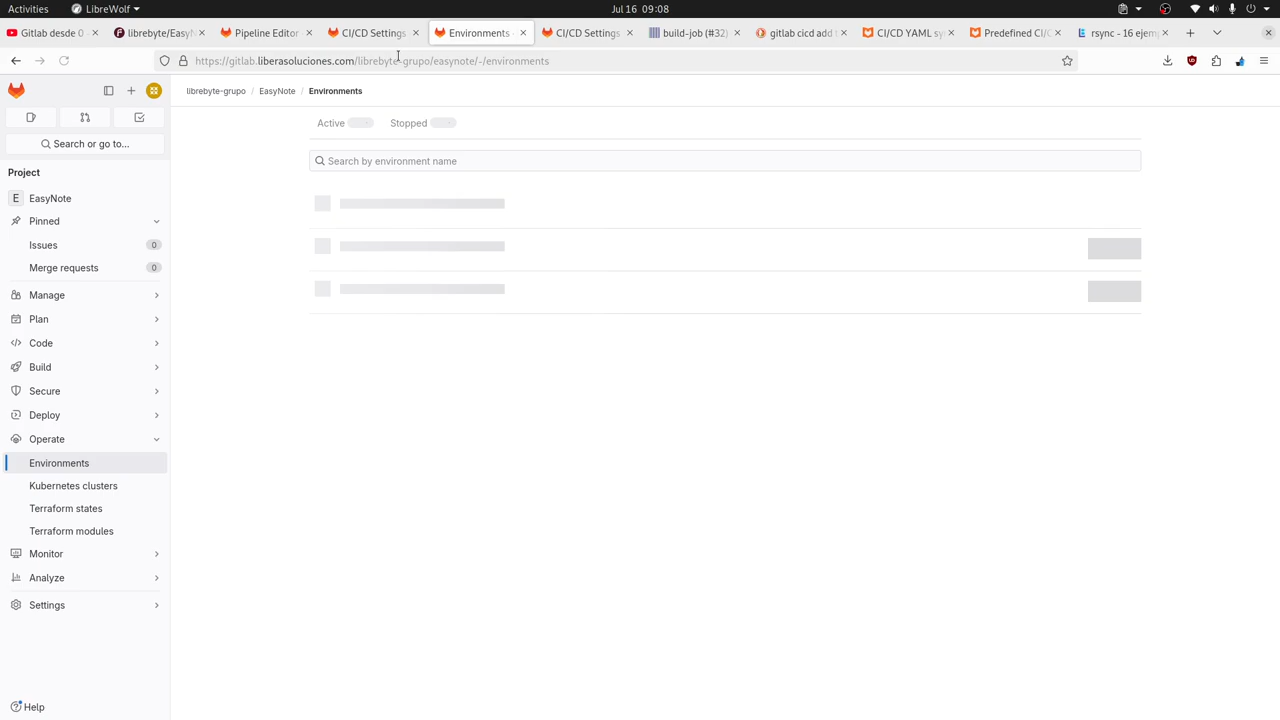 Activities LibreWolf Jul 16 09:08
Gitlab desde 0 - librebyte/EasyN Pipeline Editor CI/CD Settings Environments · CI/CD Settings build-job (#32) gitlab cicd add CI/CD YAML sy Predefined CI/ rsync - 16 ejemp
https://gitlab.liberasoluciones.com/librebyte-grupo/easynote/-/environments
librebyte-grupo / EasyNote / Environments
Active Stopped
Search or go to...
Search by environment name
Project
E EasyNote
Pinned
Issues 0
Merge requests 0
Manage
Plan
Code
Build
Secure
Deploy
Operate
Environments
Kubernetes clusters
Terraform states
Terraform modules
Monitor
Analyze
Settings
Help